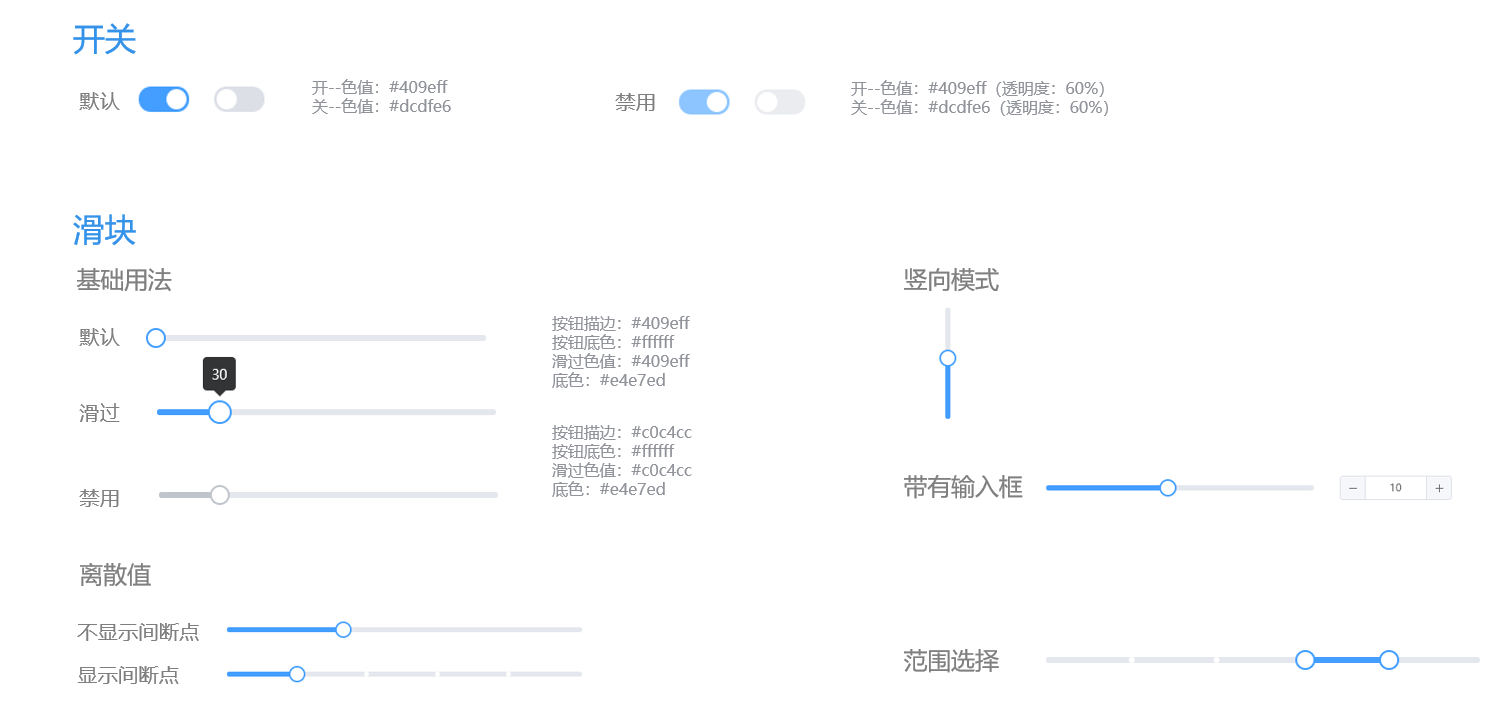 开关
默认
开--色值：#409eff
关--色值：#dcdfe6
禁用
开--色值：#409eff（透明度：60%）
关--色值：#dcdfe6（透明度：60%）
滑块
基础用法
默认
30
滑过
禁用
按钮描边：#409eff
按钮底色：#ffffff
滑过色值：#409eff
底色：#e4e7ed
按钮描边：#c0c4cc
按钮底色：#ffffff
滑过色值：#c0c4cc
底色：#e4e7ed
竖向模式
带有输入框
− 10 +
离散值
不显示间断点
显示间断点
范围选择